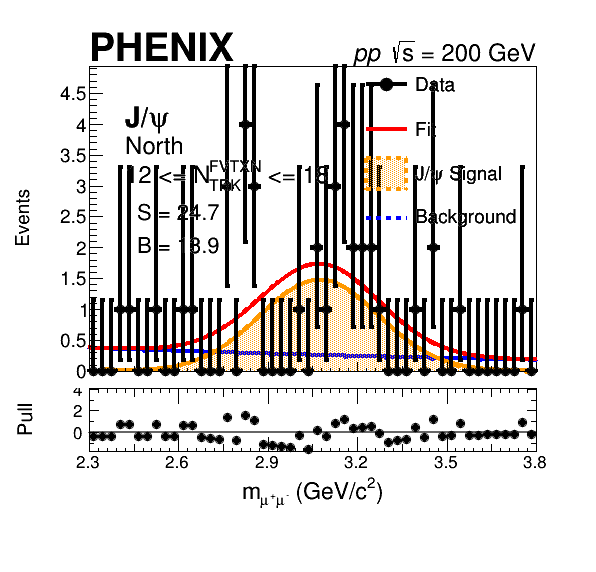 PHENIX
pp √s = 200 GeV
Data
Fit
J/ψ Signal
Background
J/ψ
North
12 <= N FVTXN TRK <= 18
S = 24.7
B = 13.9
Events
4.5
4
3.5
3
2.5
2
1.5
1
0.5
0
Pull
4
2
0
2.3 2.6 2.9 3.2 3.5 3.8
m μ⁺μ⁻ (GeV/c²)